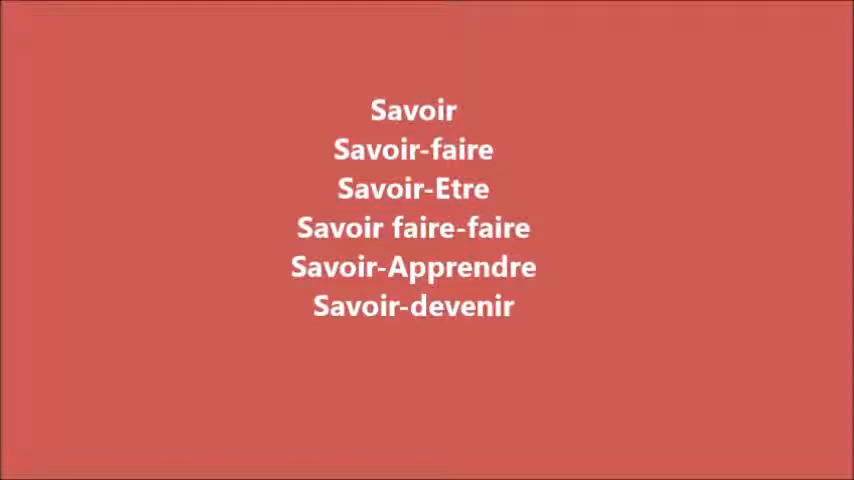 Savoir
Savoir-faire
Savoir-Etre
Savoir faire-faire
Savoir-Apprendre
Savoir-devenir